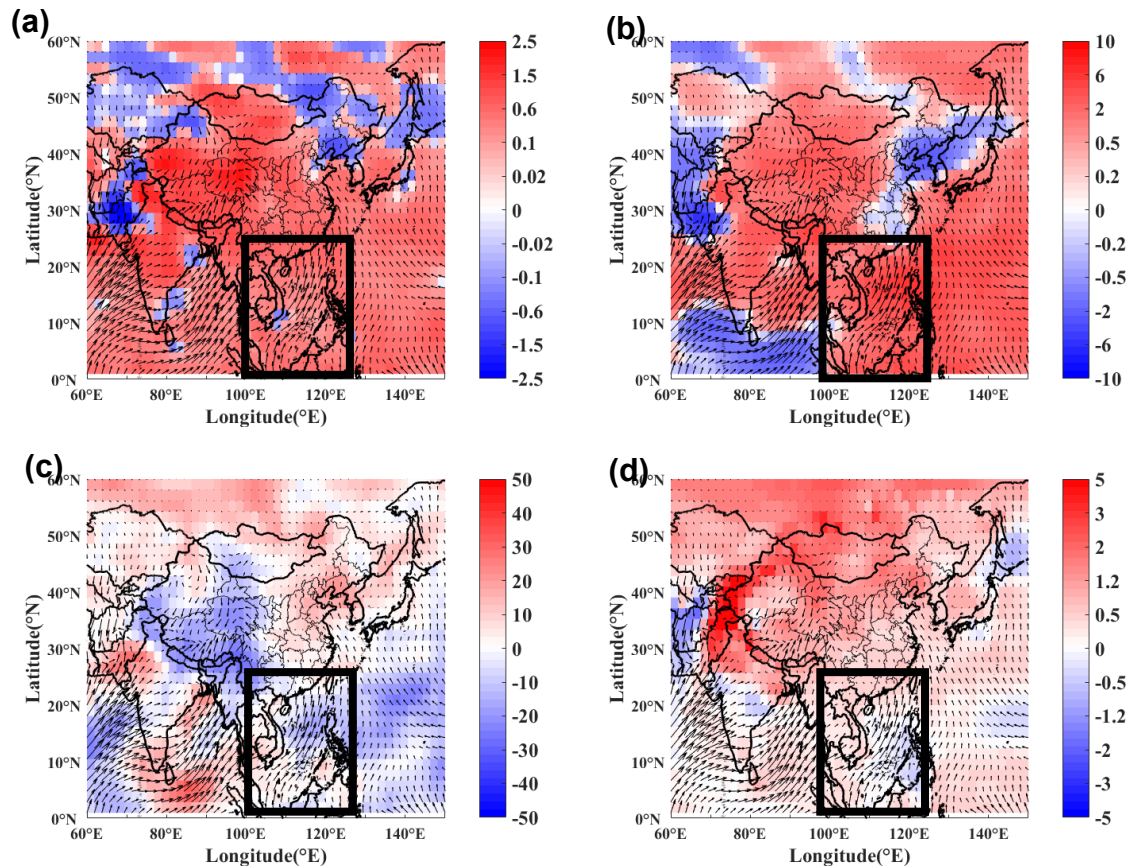 (a)
60°N
50°N
40°N
30°N
20°N
10°N
0°N
Latitude(°N)
60°E
80°E
100°E
120°E
140°E
Longitude(°E)
2.5
1.5
0.6
0.1
0.02
0
-0.02
-0.1
-0.6
-1.5
-2.5
(b)
60°N
50°N
40°N
30°N
20°N
10°N
0°N
Latitude(°N)
60°E
80°E
100°E
120°E
140°E
Longitude(°E)
10
6
2
0.5
0.2
0
-0.2
-0.5
-2
-6
-10
(c)
60°N
50°N
40°N
30°N
20°N
10°N
0°N
Latitude(°N)
60°E
80°E
100°E
120°E
140°E
Longitude(°E)
50
40
30
20
10
0
-10
-20
-30
-40
-50
(d)
60°N
50°N
40°N
30°N
20°N
10°N
0°N
Latitude(°N)
60°E
80°E
100°E
120°E
140°E
Longitude(°E)
5
3
2
1.2
0.5
0
-0.5
-1.2
-2
-5
-5